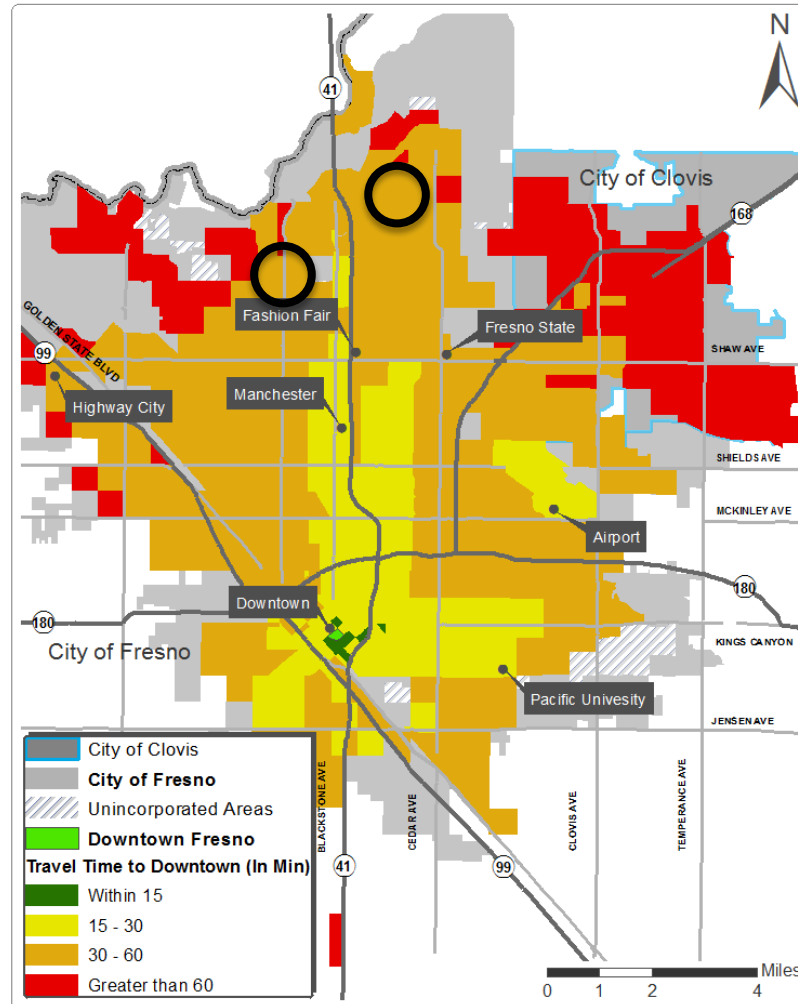 N
41
City of Clovis
168
GOLDEN STATE BLVD
Fashion Fair
Fresno State
99
SHAW AVE
Highway City
Manchester
SHIELDS AVE
MCKINLEY AVE
Airport
180
Downtown
180
KINGS CANYON
City of Fresno
Pacific Univesity
JENSEN AVE
BLACKSTONE AVE
CEDAR AVE
CLOVIS AVE
TEMPERANCE AVE
41
99
City of Clovis
City of Fresno
Unincorporated Areas
Downtown Fresno
Travel Time to Downtown (In Min)
Within 15
15 - 30
30 - 60
Greater than 60
Miles
0 1 2 4